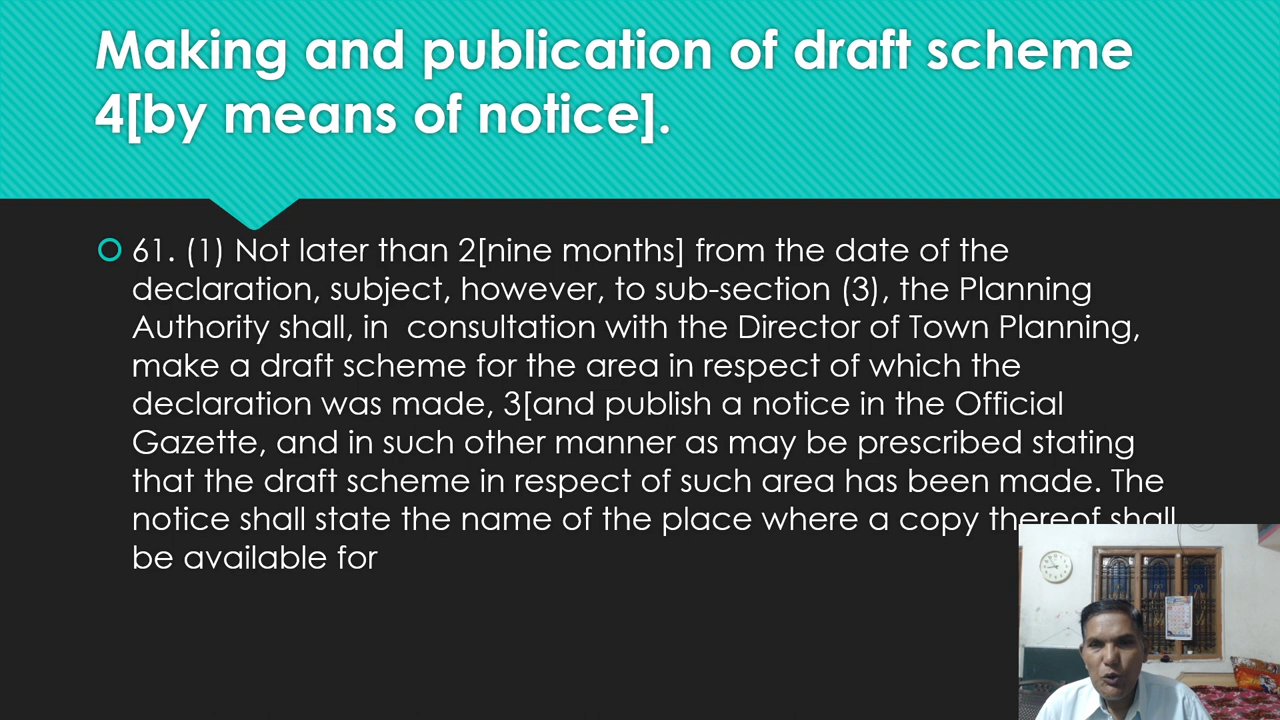 Making and publication of draft scheme
4[by means of notice].
61. (1) Not later than 2[nine months] from the date of the
declaration, subject, however, to sub-section (3), the Planning
Authority shall, in  consultation with the Director of Town Planning,
make a draft scheme for the area in respect of which the
declaration was made, 3[and publish a notice in the Official
Gazette, and in such other manner as may be prescribed stating
that the draft scheme in respect of such area has been made. The
notice shall state the name of the place where a copy thereof shall
be available for